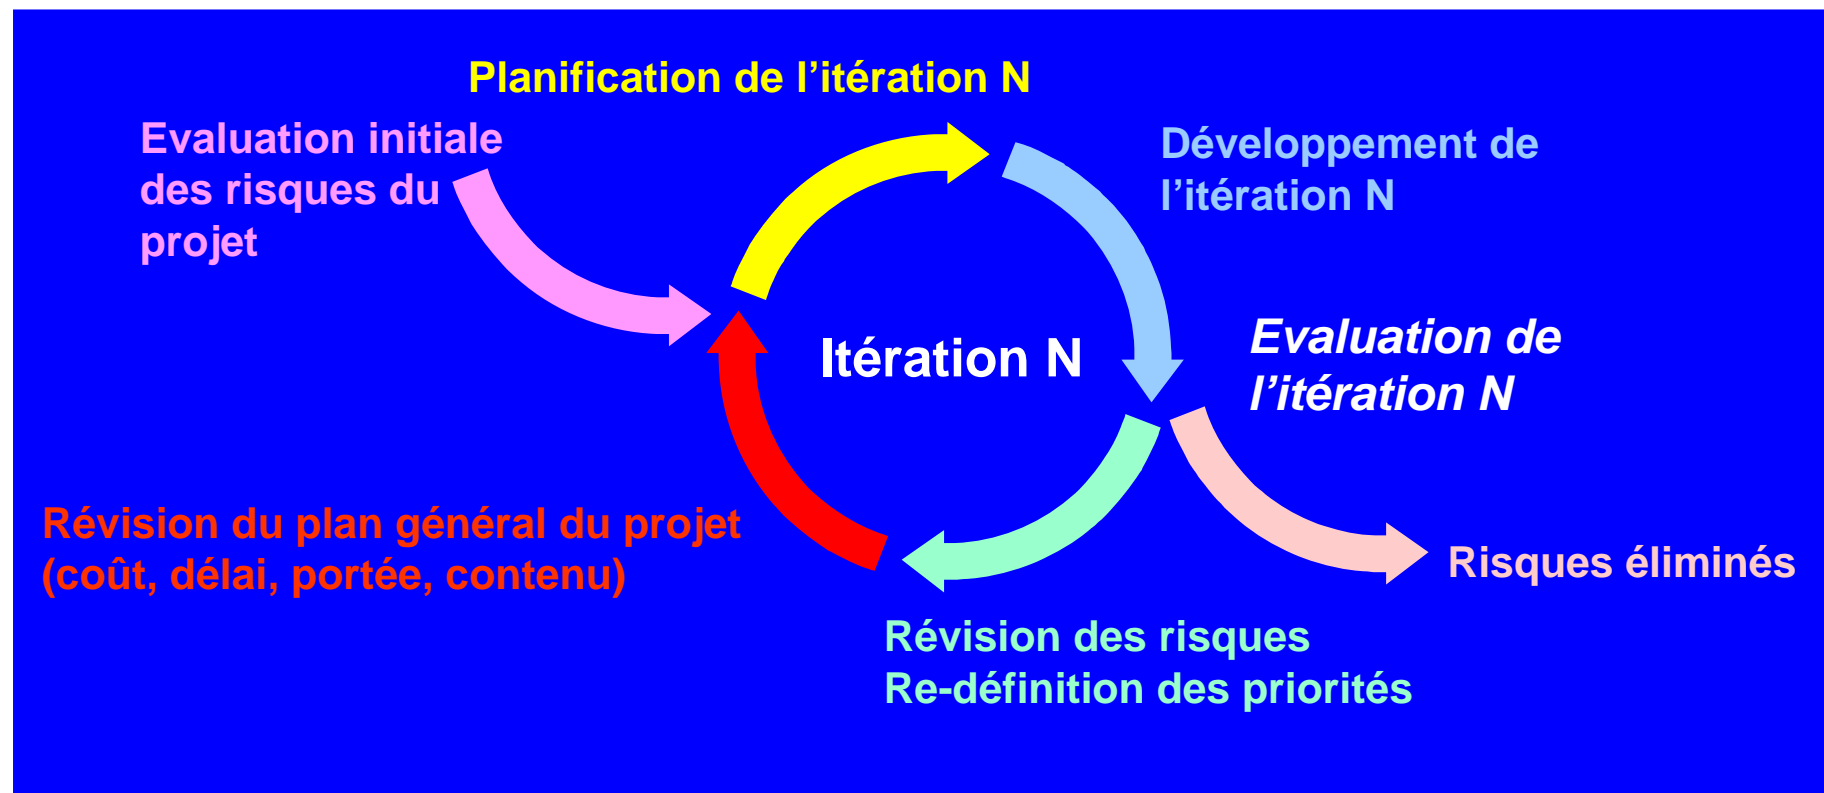 Planification de l’itération N
Evaluation initiale
des risques du
projet
Développement de
l’itération N
Itération N
Evaluation de
l’itération N
Révision du plan général du projet
(coût, délai, portée, contenu)
Risques éliminés
Révision des risques
Re-définition des priorités